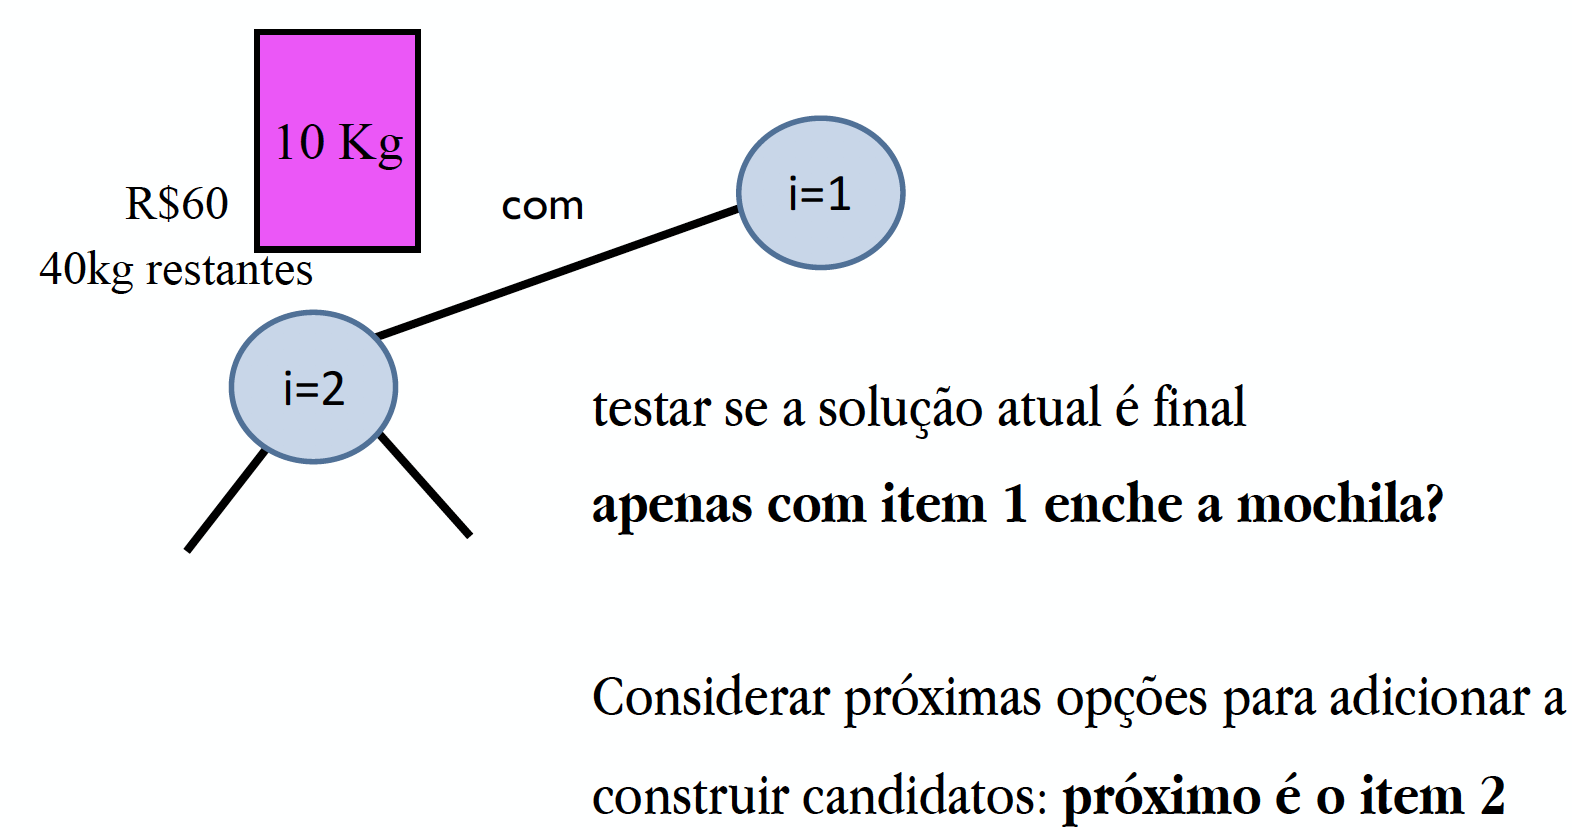 10 Kg
R$60
com
i=1
40kg restantes
i=2
testar se a solução atual é final
apenas com item 1 enche a mochila?
Considerar próximas opções para adicionar a
construir candidatos: próximo é o item 2